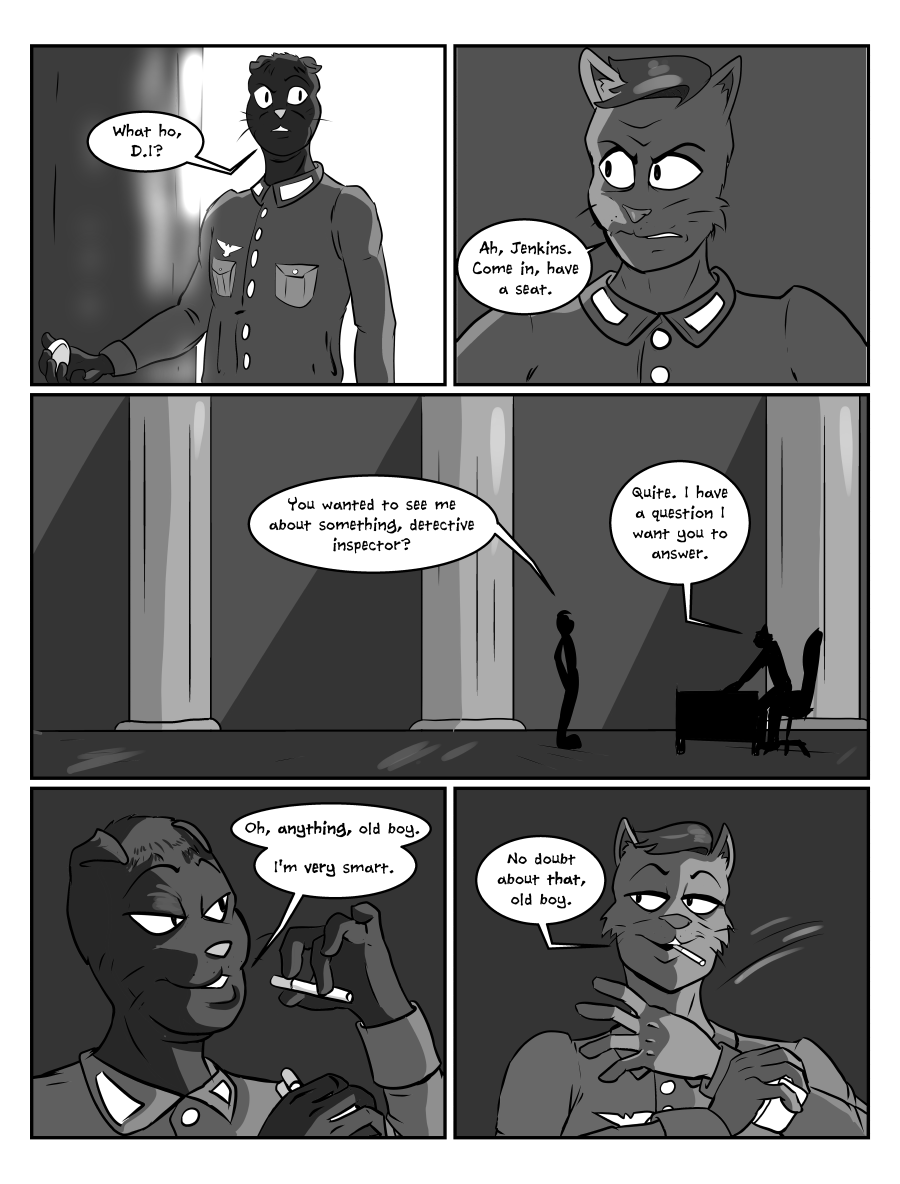 What ho,
D.I?
Ah, Jenkins.
Come in, have
a seat.
You wanted to see me
about something, detective
inspector?
Quite. I have
a question I
want you to
answer.
Oh, anything, old boy.
I'm very smart.
No doubt
about that,
old boy.